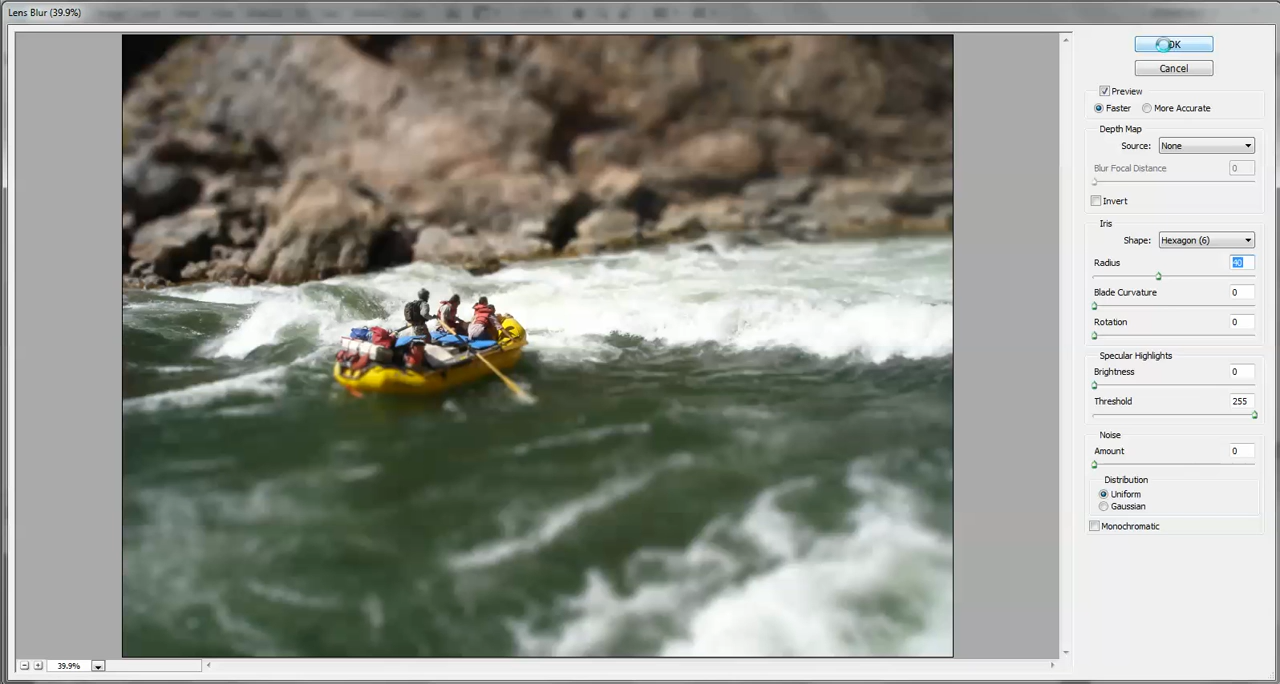 Lens Blur (39.9%)
OK
Cancel
Preview
Faster More Accurate
Depth Map
Source: None
Blur Focal Distance 0
Invert
Iris
Shape: Hexagon (6)
Radius 40
Blade Curvature 0
Rotation 0
Specular Highlights
Brightness 0
Threshold 255
Noise
Amount 0
Distribution
Uniform
Gaussian
Monochromatic
39.9%